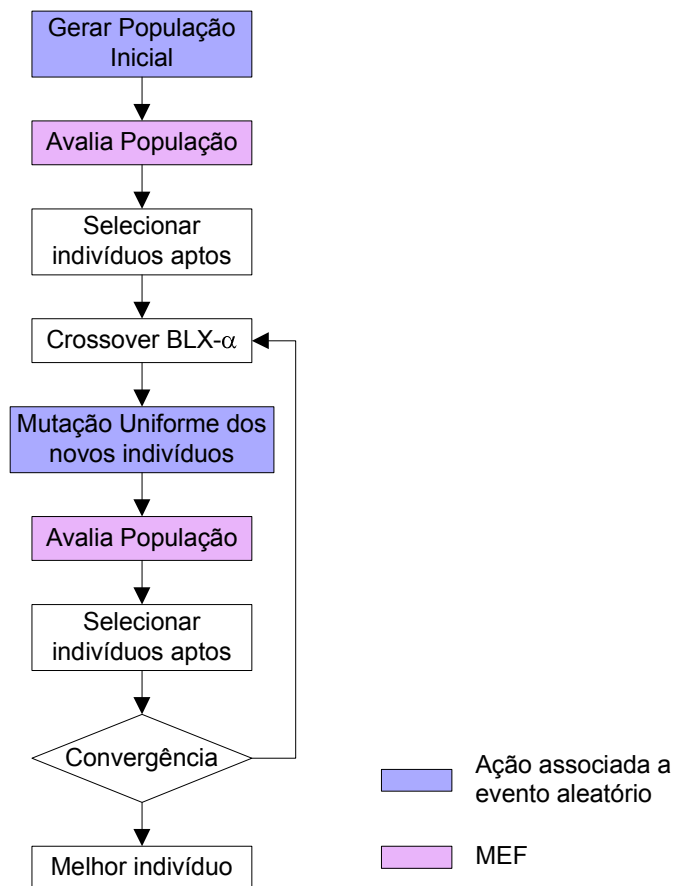 Gerar População
Inicial
Avalia População
Selecionar
indivíduos aptos
Crossover BLX-α
Mutação Uniforme dos
novos indivíduos
Avalia População
Selecionar
indivíduos aptos
Convergência
Melhor indivíduo
Ação associada a
evento aleatório
MEF